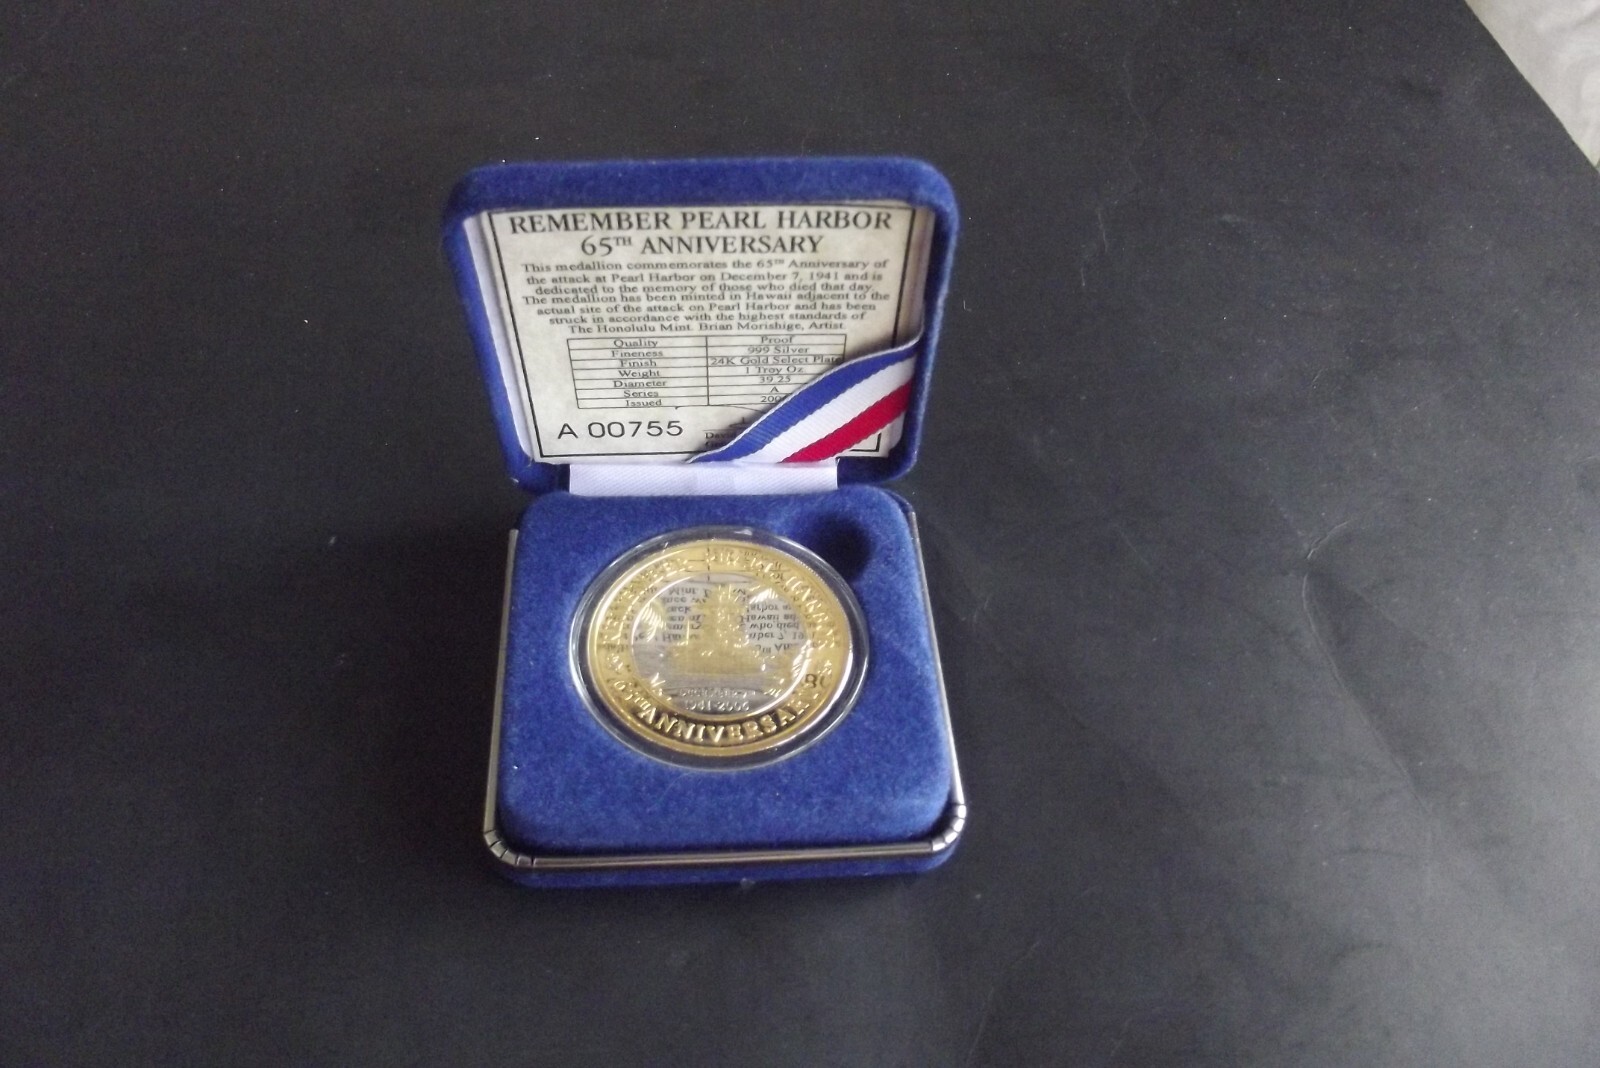 REMEMBER PEARL HARBOR
65TH ANNIVERSARY
This medallion commemorates the 65TH Anniversary of
the attack at Pearl Harbor on December 7, 1941 and is
dedicated to the memory of those who died that day.
The medallion has been minted in Hawaii adjacent to the
actual site of the attack on Pearl Harbor and has been
struck in accordance with the highest standards of
The Honolulu Mint. Brian Morishige, Artist
Quality Proof
Fineness 999 Silver
Finish 24K Gold Select Plate
Weight 1 Troy Oz
Diameter 39.25
Series A
Issued
A 00755
1941-2006
65TH ANNIVERSARY